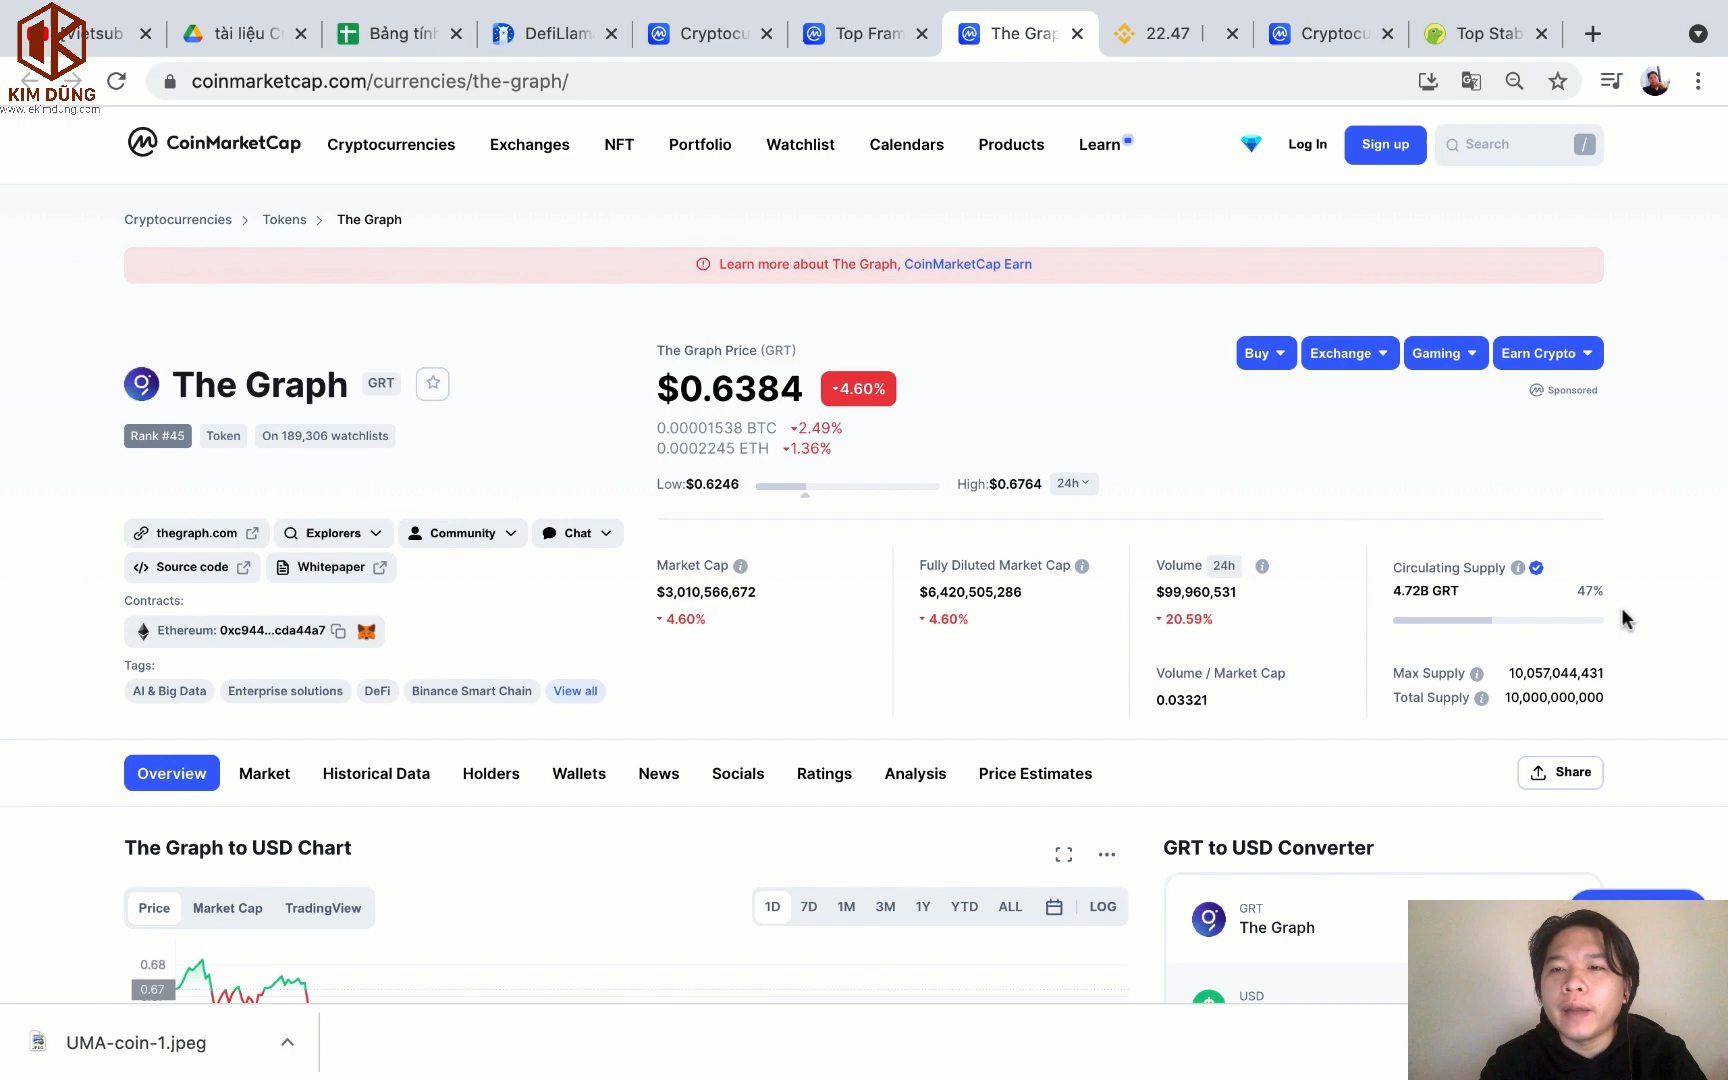 Vietsub
tài liệu C
Bảng tính
DefiLlam
Cryptocu
Top Fram
The Grap
22.47 |
Cryptocu
Top Stab
KIM DŨNG
www.ekimdung.com
coinmarketcap.com/currencies/the-graph/
CoinMarketCap
Cryptocurrencies
Exchanges
NFT
Portfolio
Watchlist
Calendars
Products
Learn
Log In
Sign up
Search
/
Cryptocurrencies > Tokens > The Graph
Learn more about The Graph, CoinMarketCap Earn
The Graph Price (GRT)
Buy
Exchange
Gaming
Earn Crypto
The Graph GRT
$0.6384 4.60%
Sponsored
Rank #45
Token
On 189,306 watchlists
0.00001538 BTC 2.49%
0.0002245 ETH 1.36%
Low:$0.6246
High:$0.6764
24h
thegraph.com
Explorers
Community
Chat
Source code
Whitepaper
Contracts:
Ethereum: 0xc944...cda44a7
Tags:
AI & Big Data
Enterprise solutions
DeFi
Binance Smart Chain
View all
Market Cap
$3,010,566,672
4.60%
Fully Diluted Market Cap
$6,420,505,286
4.60%
Volume 24h
$99,960,531
20.59%
Volume / Market Cap
0.03321
Circulating Supply
4.72B GRT 47%
Max Supply 10,057,044,431
Total Supply 10,000,000,000
Overview
Market
Historical Data
Holders
Wallets
News
Socials
Ratings
Analysis
Price Estimates
Share
The Graph to USD Chart
Price
Market Cap
TradingView
1D
7D
1M
3M
1Y
YTD
ALL
LOG
0.68
0.67
GRT to USD Converter
GRT
The Graph
USD
UMA-coin-1.jpeg